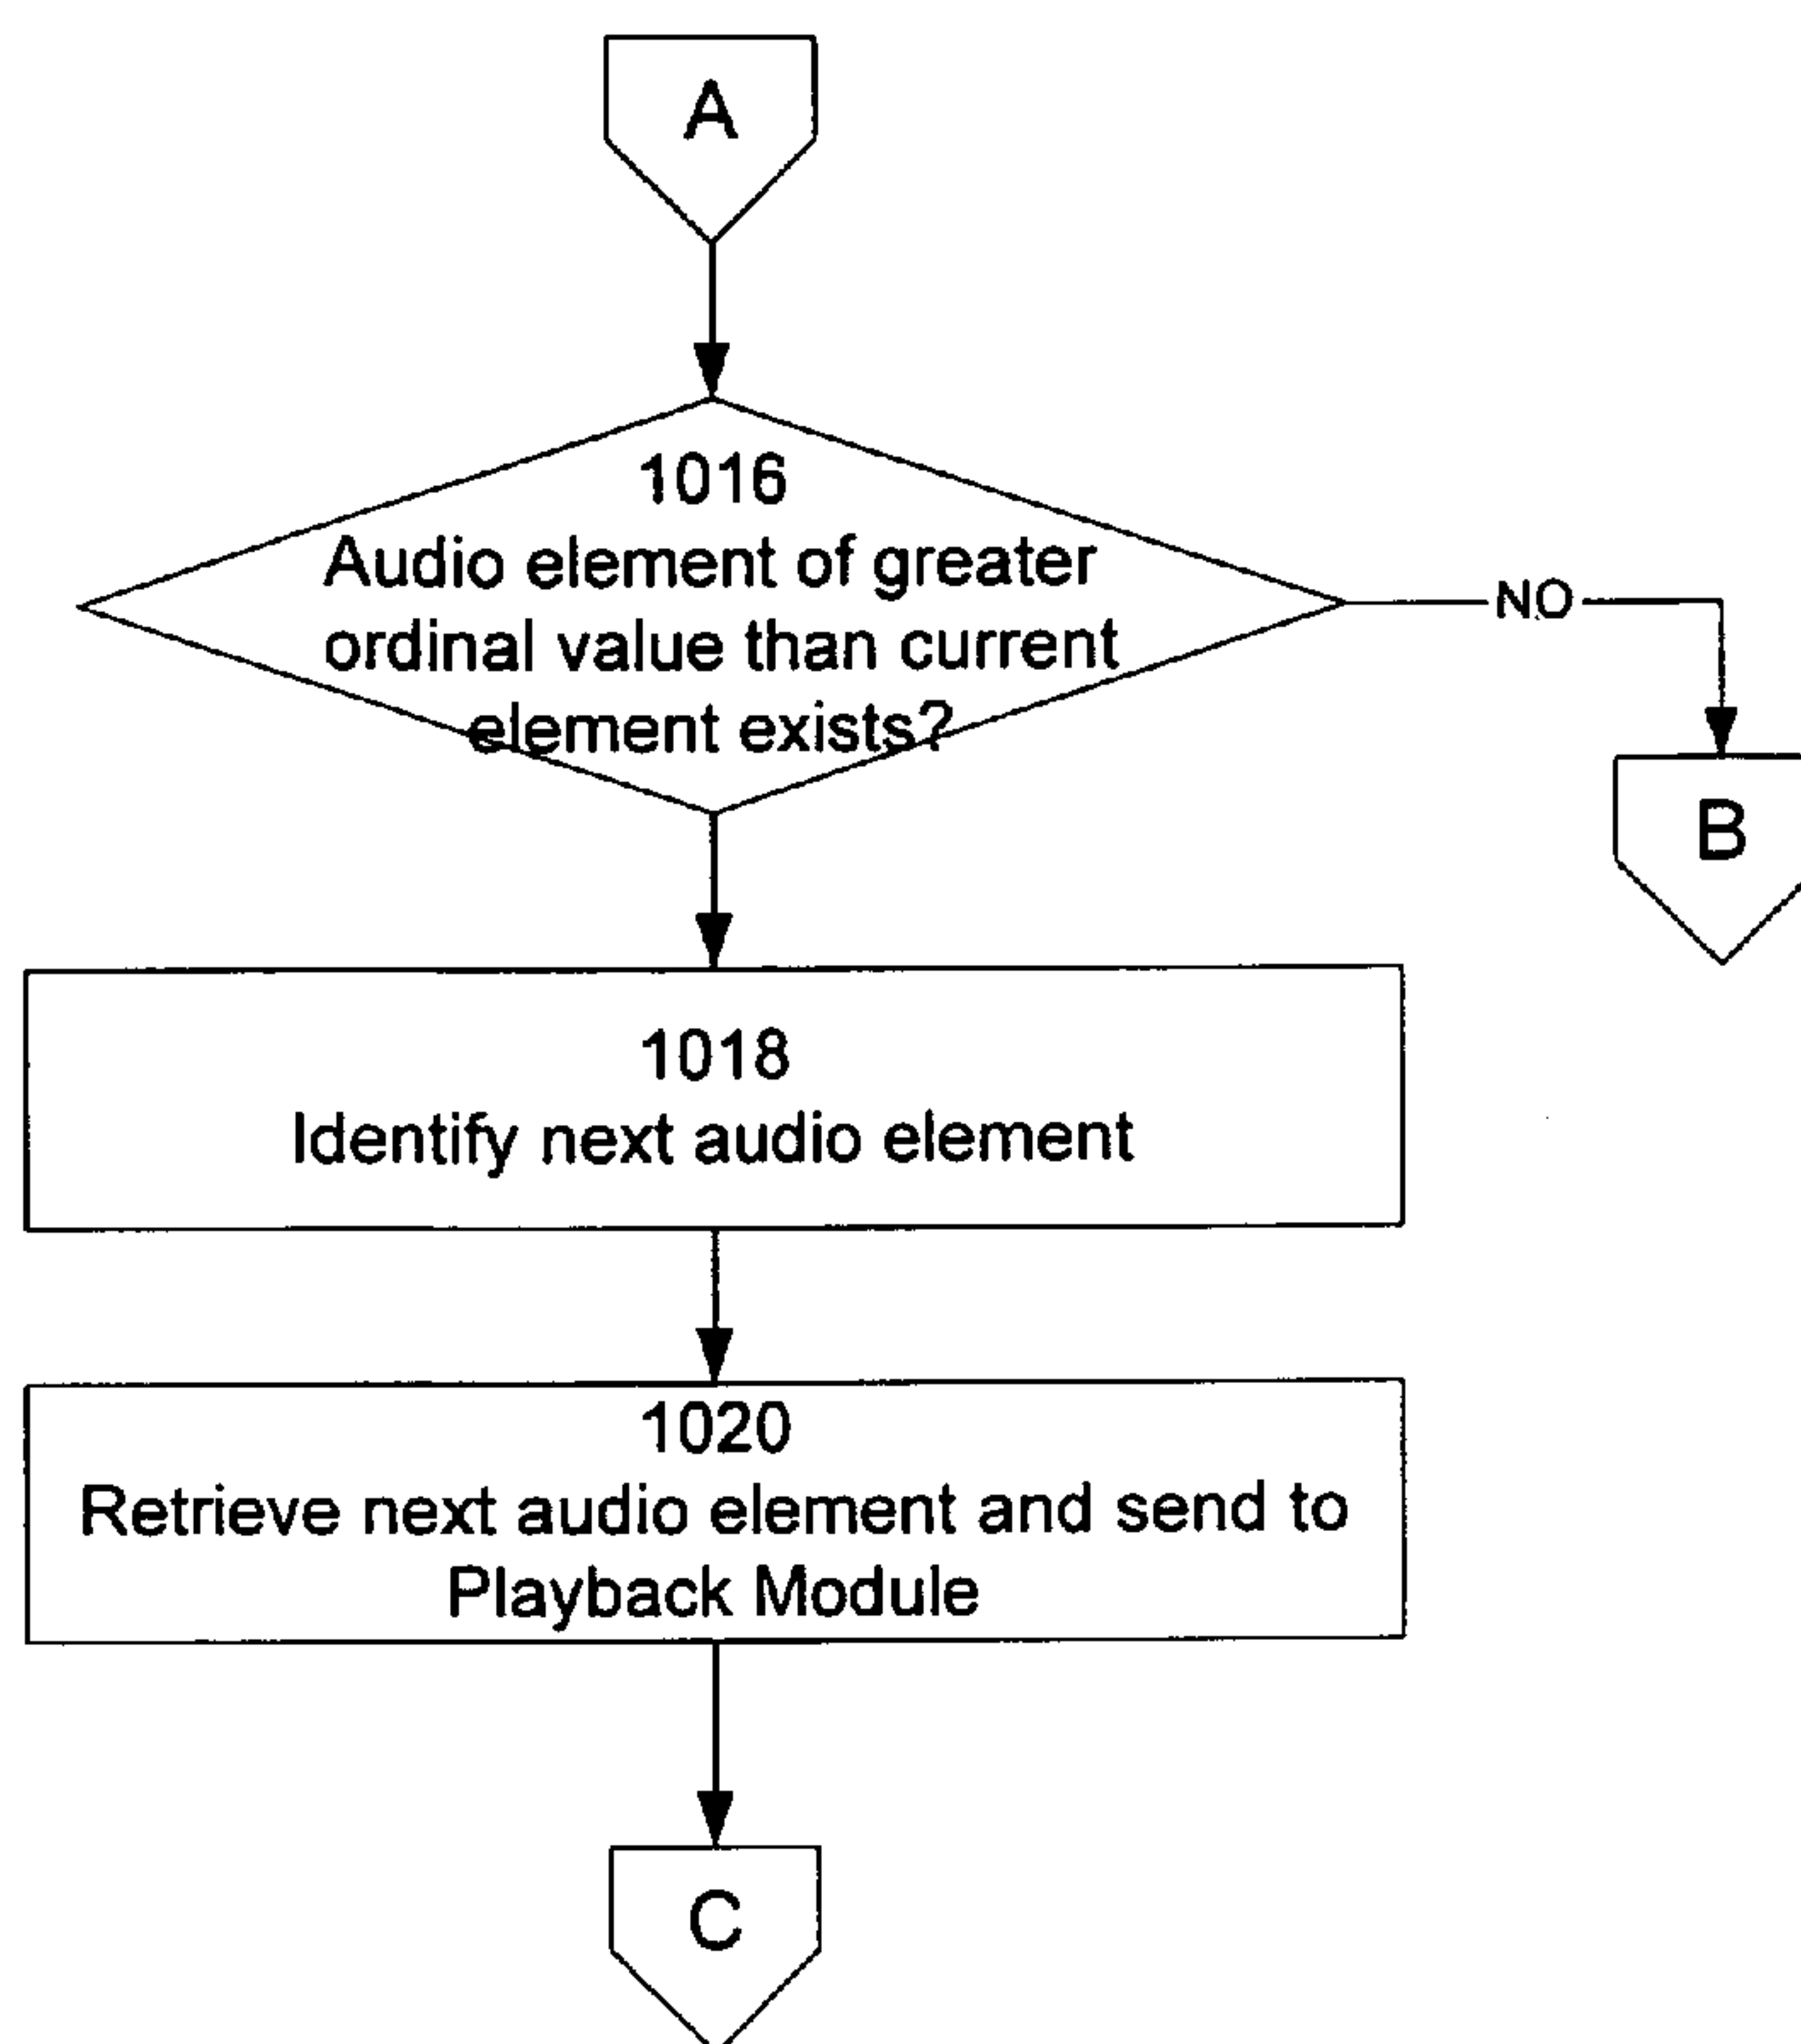 A
1016
Audio element of greater
ordinal value than current
element exists?
NO
B
1018
Identify next audio element
1020
Retrieve next audio element and send to
Playback Module
C